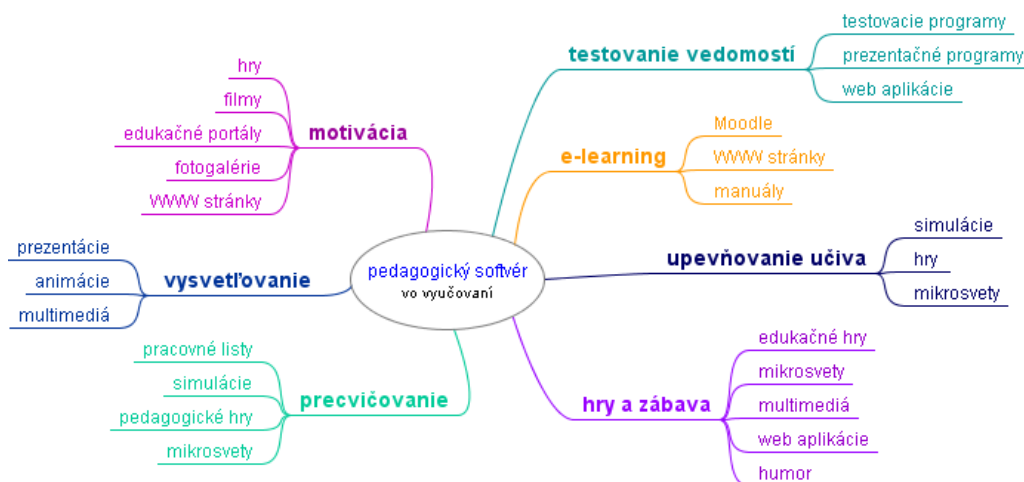 pedagogický softvér
vo vyučovaní
motivácia
hry
filmy
edukačné portály
fotogalérie
WWW stránky
vysvetľovanie
prezentácie
animácie
multimediá
precvičovanie
pracovné listy
simulácie
pedagogické hry
mikrosvety
testovanie vedomostí
testovacie programy
prezentačné programy
web aplikácie
e-learning
Moodle
WWW stránky
manuály
upevňovanie učiva
simulácie
hry
mikrosvety
hry a zábava
edukačné hry
mikrosvety
multimediá
web aplikácie
humor